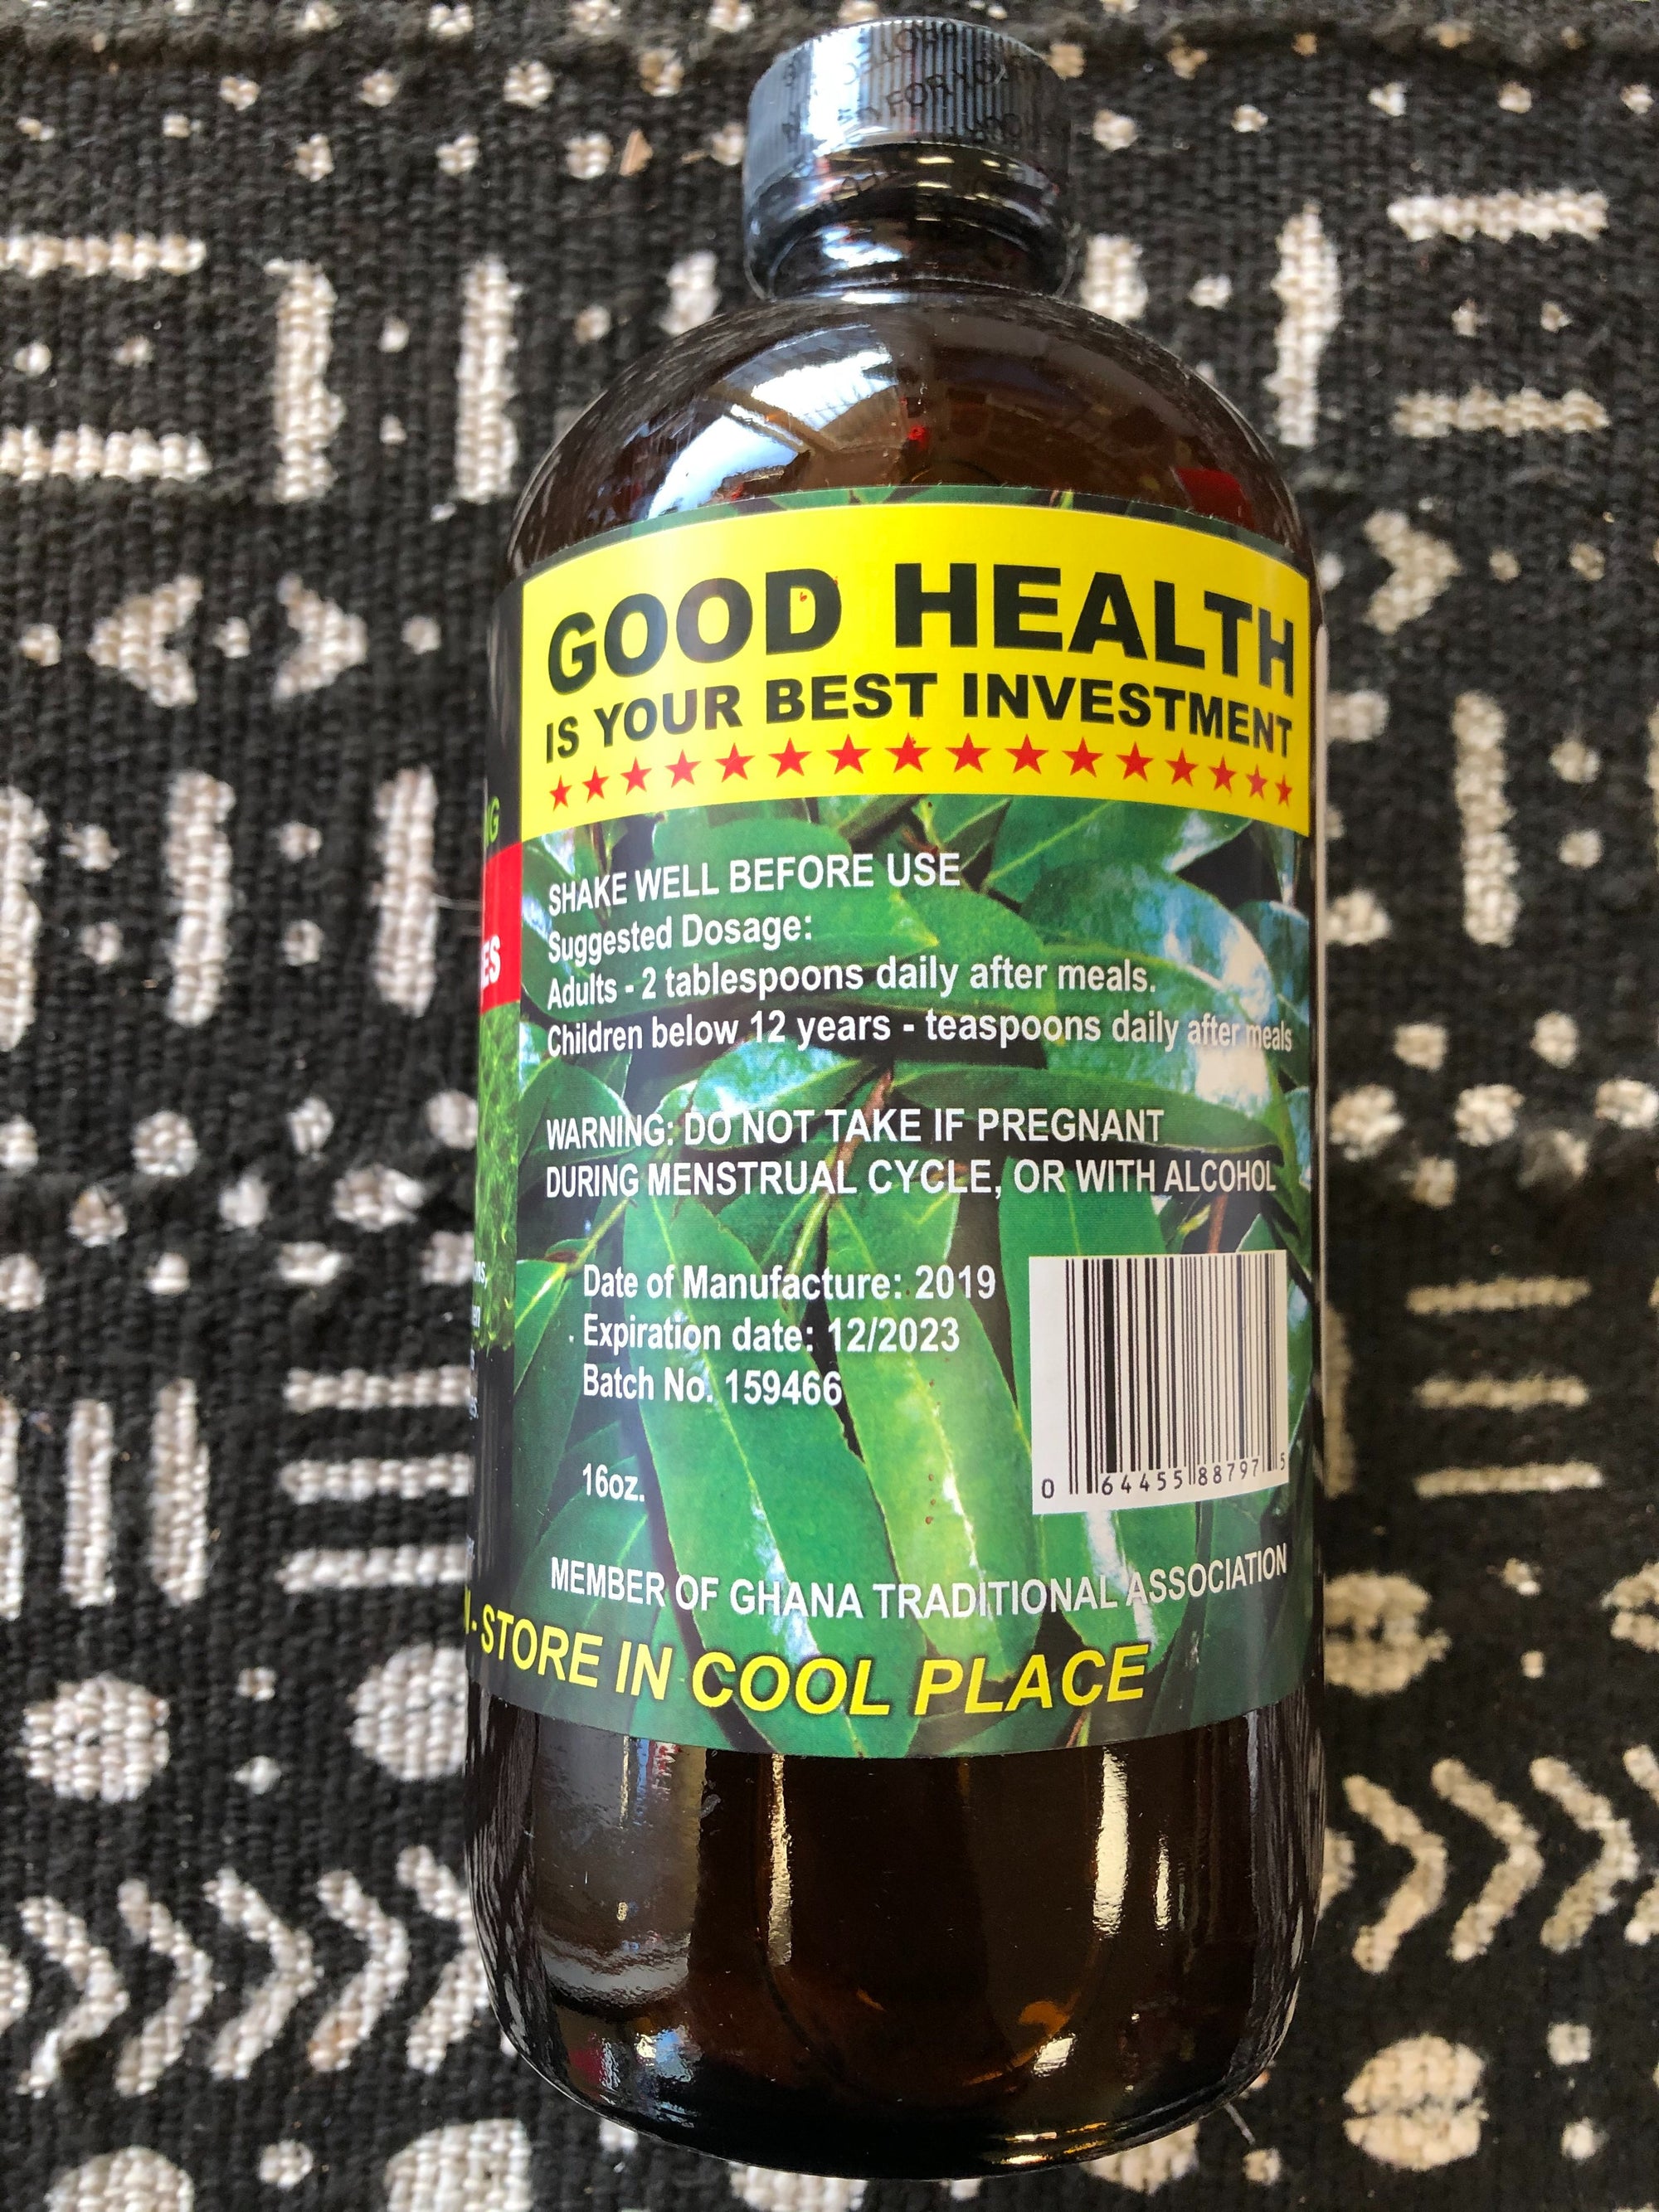 GOOD HEALTH
IS YOUR BEST INVESTMENT
SHAKE WELL BEFORE USE
Suggested Dosage:
Adults - 2 tablespoons daily after meals.
Children below 12 years - teaspoons daily after meals
WARNING: DO NOT TAKE IF PREGNANT
DURING MENSTRUAL CYCLE, OR WITH ALCOHOL
Date of Manufacture: 2019
Expiration date: 12/2023
Batch No. 159466
16oz.
0 64455 88797 5
MEMBER OF GHANA TRADITIONAL ASSOCIATION
- STORE IN COOL PLACE